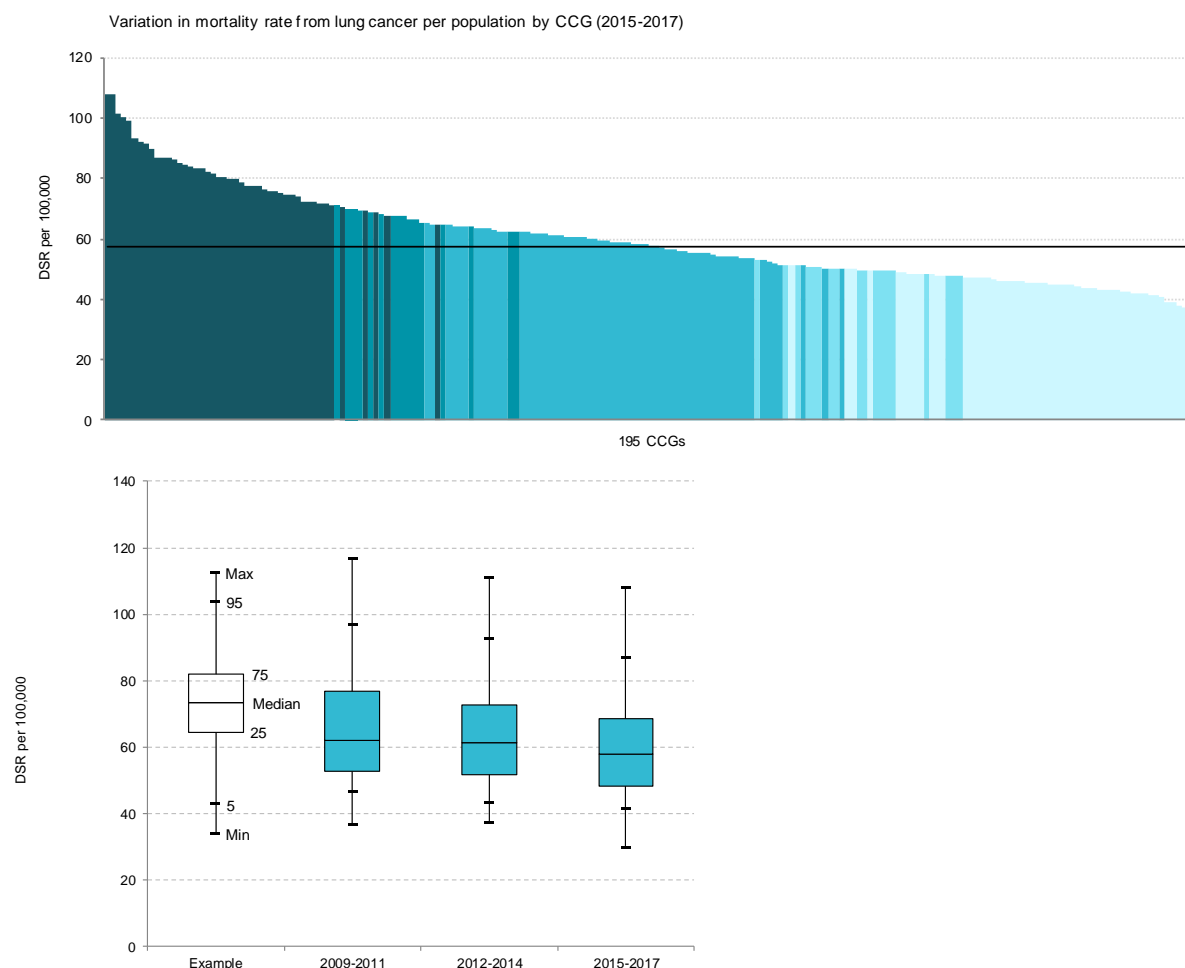 Variation in mortality rate from lung cancer per population by CCG (2015-2017)
120
100
80
60
40
20
0
DSR per 100,000
195 CCGs
140
120
100
80
60
40
20
0
DSR per 100,000
Max
95
75
Median
25
5
Min
Example
2009-2011
2012-2014
2015-2017